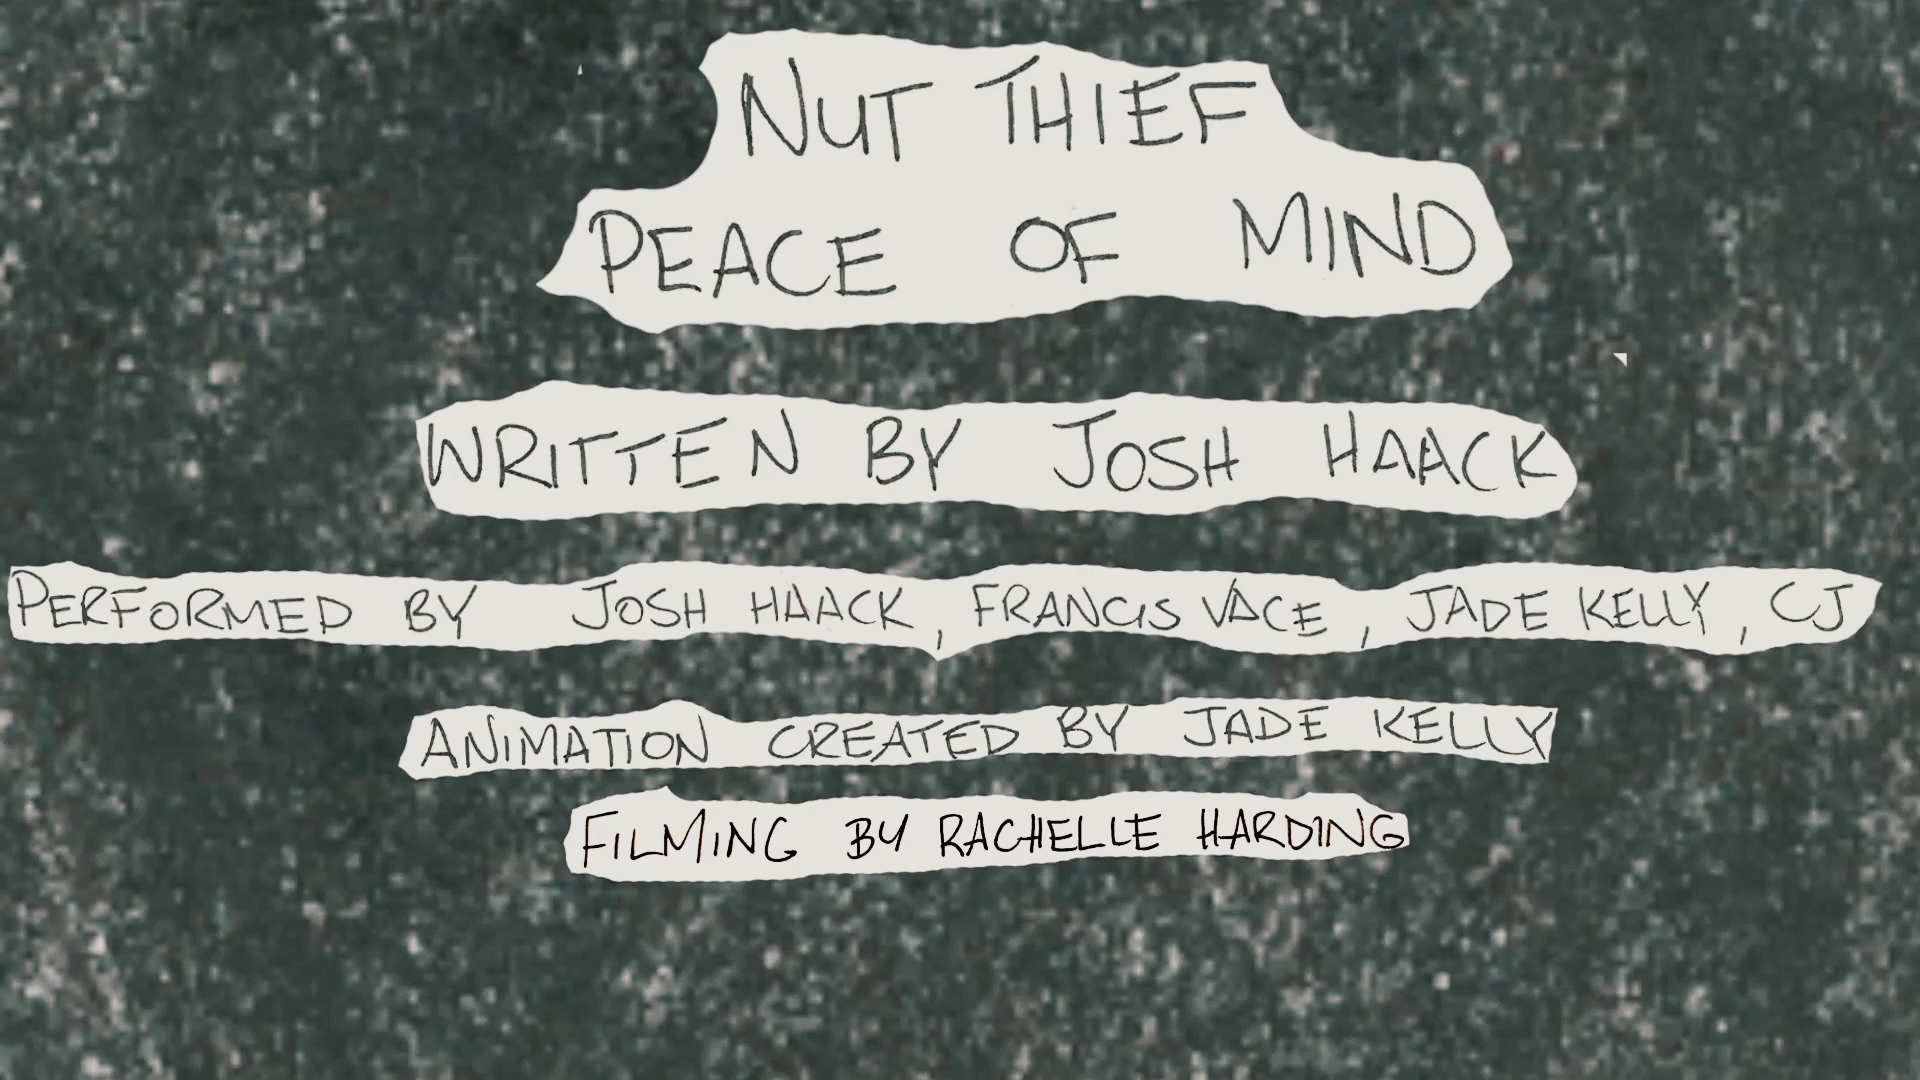 NUT THIEF
PEACE OF MIND
WRITTEN BY JOSH HAACK
PERFORMED BY JOSH HAACK, FRANCIS VACE, JADE KELLY, CJ
ANIMATION CREATED BY JADE KELLY
FILMING BY RACHELLE HARDING